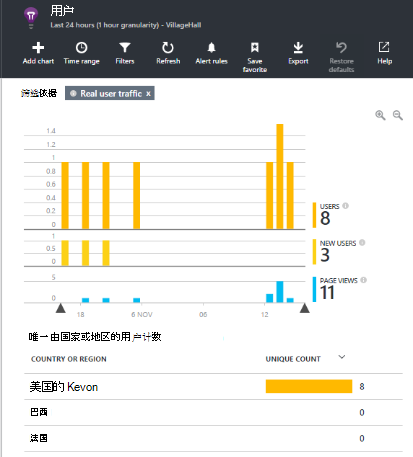 用户
Last 24 hours (1 hour granularity) - VillageHall
Add chart
Time range
Filters
Refresh
Alert rules
Save favorite
Export
Restore defaults
Help
筛选依据
Real user traffic x
1.4
1.2
1
0.8
0.6
0.4
0.2
0
USERS
8
1
0.5
0
NEW USERS
3
5
0
PAGE VIEWS
11
18
6 NOV
06
12
唯一由国家或地区的用户计数
COUNTRY OR REGION
UNIQUE COUNT
美国的 Kevon
8
巴西
0
法国
0